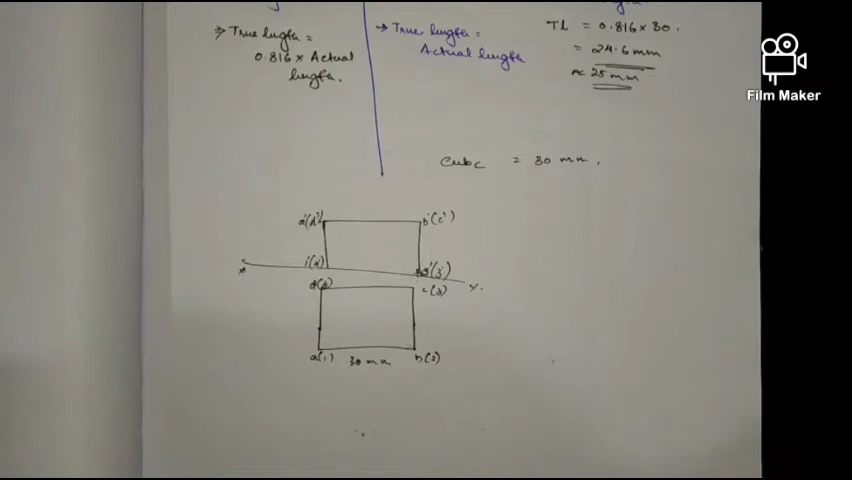 ⇒ True length =
0.816 × Actual
length.
→ True length =
Actual length
TL = 0.816 × 30.
= 24.6 mm
≈ 25 mm
Film Maker
Cube = 30 mm.
a'(d') b'(c')
1'(4') 2'(3')
x y.
d(4) c(3)
a(1) 30 mm b(2)